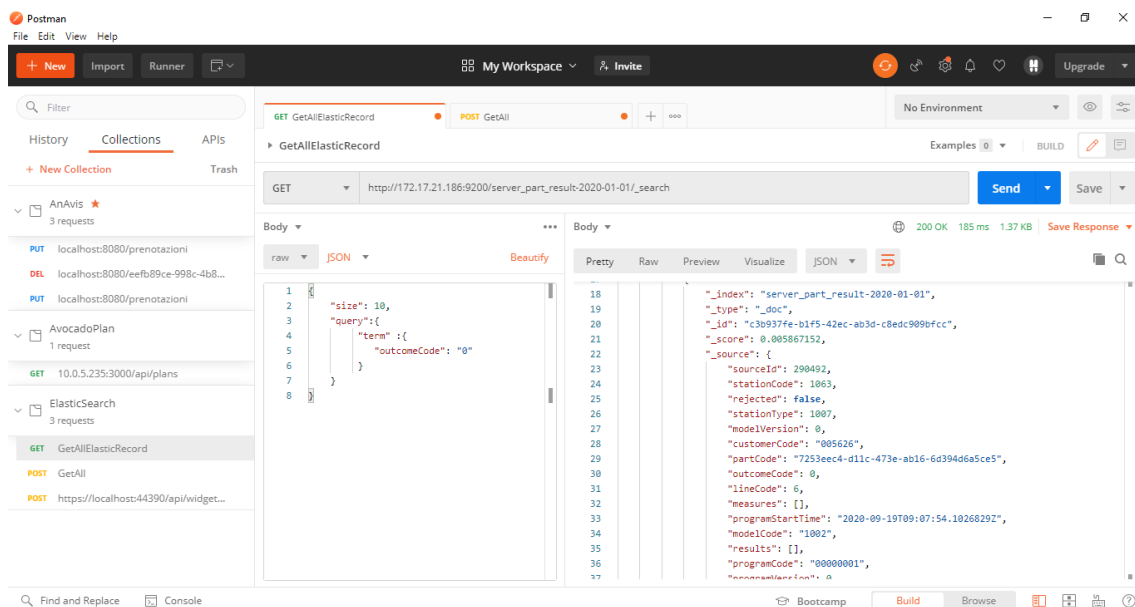 Postman
File Edit View Help
+ New Import Runner My Workspace Invite Upgrade
Filter
History Collections APIs
+ New Collection Trash
AnAvis ★
3 requests
PUT localhost:8080/prenotazioni
DEL localhost:8080/eefb89ce-998c-4b8...
PUT localhost:8080/prenotazioni
AvocadoPlan
1 request
GET 10.0.5.235:3000/api/plans
ElasticSearch
3 requests
GET GetAllElasticRecord
POST GetAll
POST https://localhost:44390/api/widget...
GET GetAllElasticRecord POST GetAll + ooo No Environment
GetAllElasticRecord Examples 0 BUILD
GET http://172.17.21.186:9200/server_part_result-2020-01-01/_search Send Save
Body ••• 
raw JSON Beautify
1 {
2 "size": 10,
3 "query":{
4 "term" :{
5 "outcomeCode": "0"
6 }
7 }
8 }
Body 200 OK 185 ms 1.37 KB Save Response
Pretty Raw Preview Visualize JSON
18 "_index": "server_part_result-2020-01-01",
19 "_type": "_doc",
20 "_id": "c3b937fe-b1f5-42ec-ab3d-c8edc909bfcc",
21 "_score": 0.005867152,
22 "_source": {
23 "sourceId": 290492,
24 "stationCode": 1063,
25 "rejected": false,
26 "stationType": 1007,
27 "modelVersion": 0,
28 "customerCode": "005626",
29 "partCode": "7253eec4-d11c-473e-ab16-6d394d6a5ce5",
30 "outcomeCode": 0,
31 "lineCode": 6,
32 "measures": [],
33 "programStartTime": "2020-09-19T09:07:54.1026829Z",
34 "modelCode": "1002",
35 "results": [],
36 "programCode": "00000001",
37 "programVersion": 0
Find and Replace Console Bootcamp Build Browse